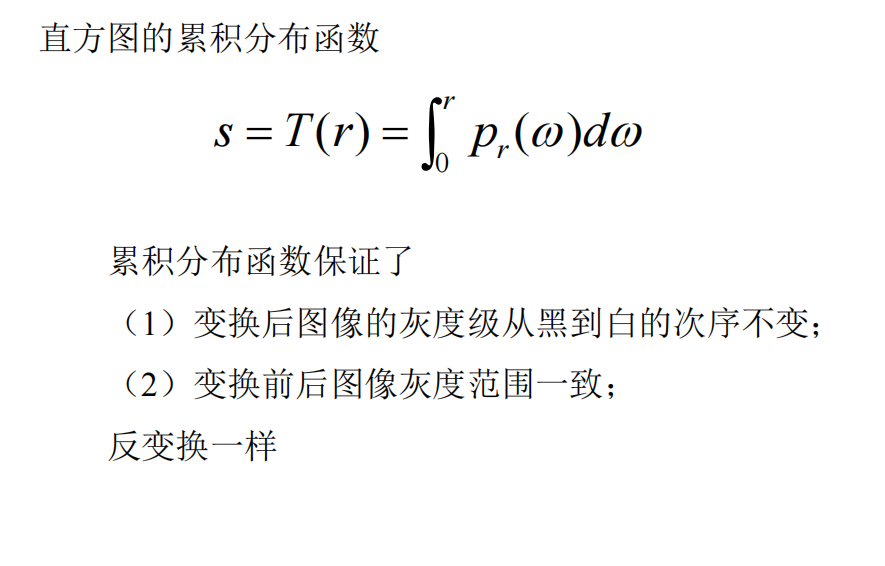 直方图的累积分布函数
s = T(r) = ∫₀ʳ pᵣ(ω)dω
累积分布函数保证了
（1）变换后图像的灰度级从黑到白的次序不变；
（2）变换前后图像灰度范围一致；
反变换一样